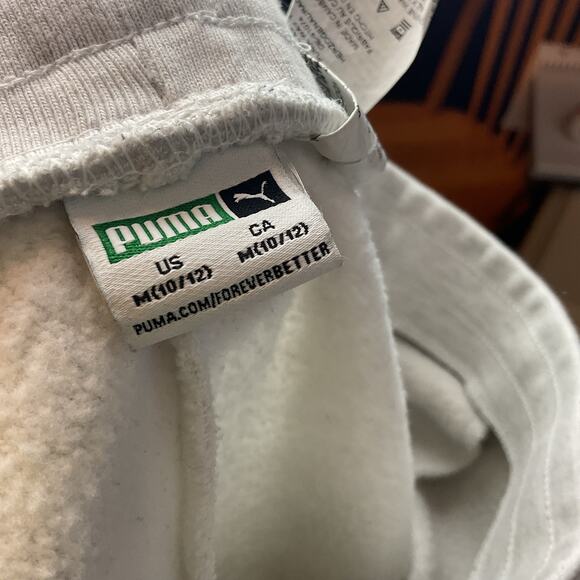 PUMA
US
M(10/12)
CA
M(10/12)
PUMA.COM/FOREVERBETTER